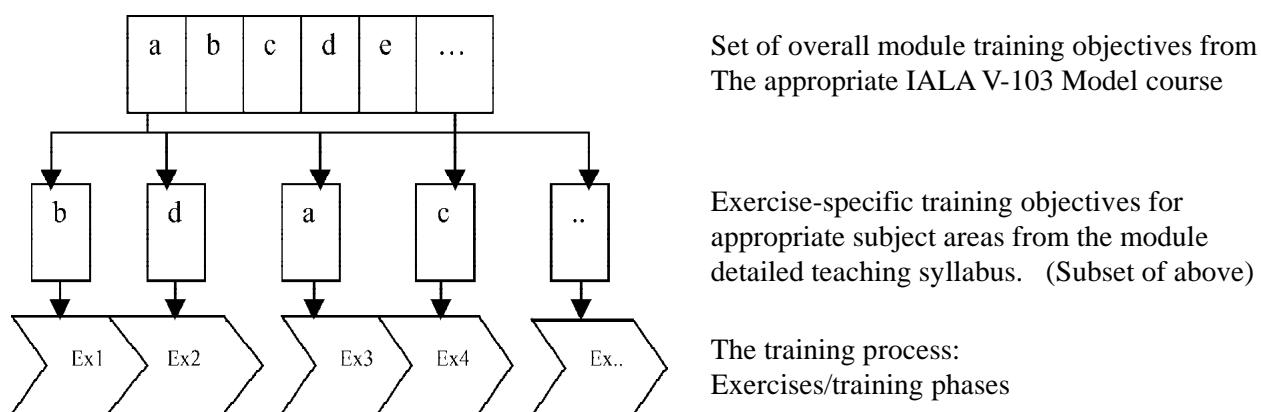 a b c d e ...
Set of overall module training objectives from
The appropriate IALA V-103 Model course
b d a c ..
Exercise-specific training objectives for
appropriate subject areas from the module
detailed teaching syllabus. (Subset of above)
Ex1 Ex2 Ex3 Ex4 Ex..
The training process:
Exercises/training phases